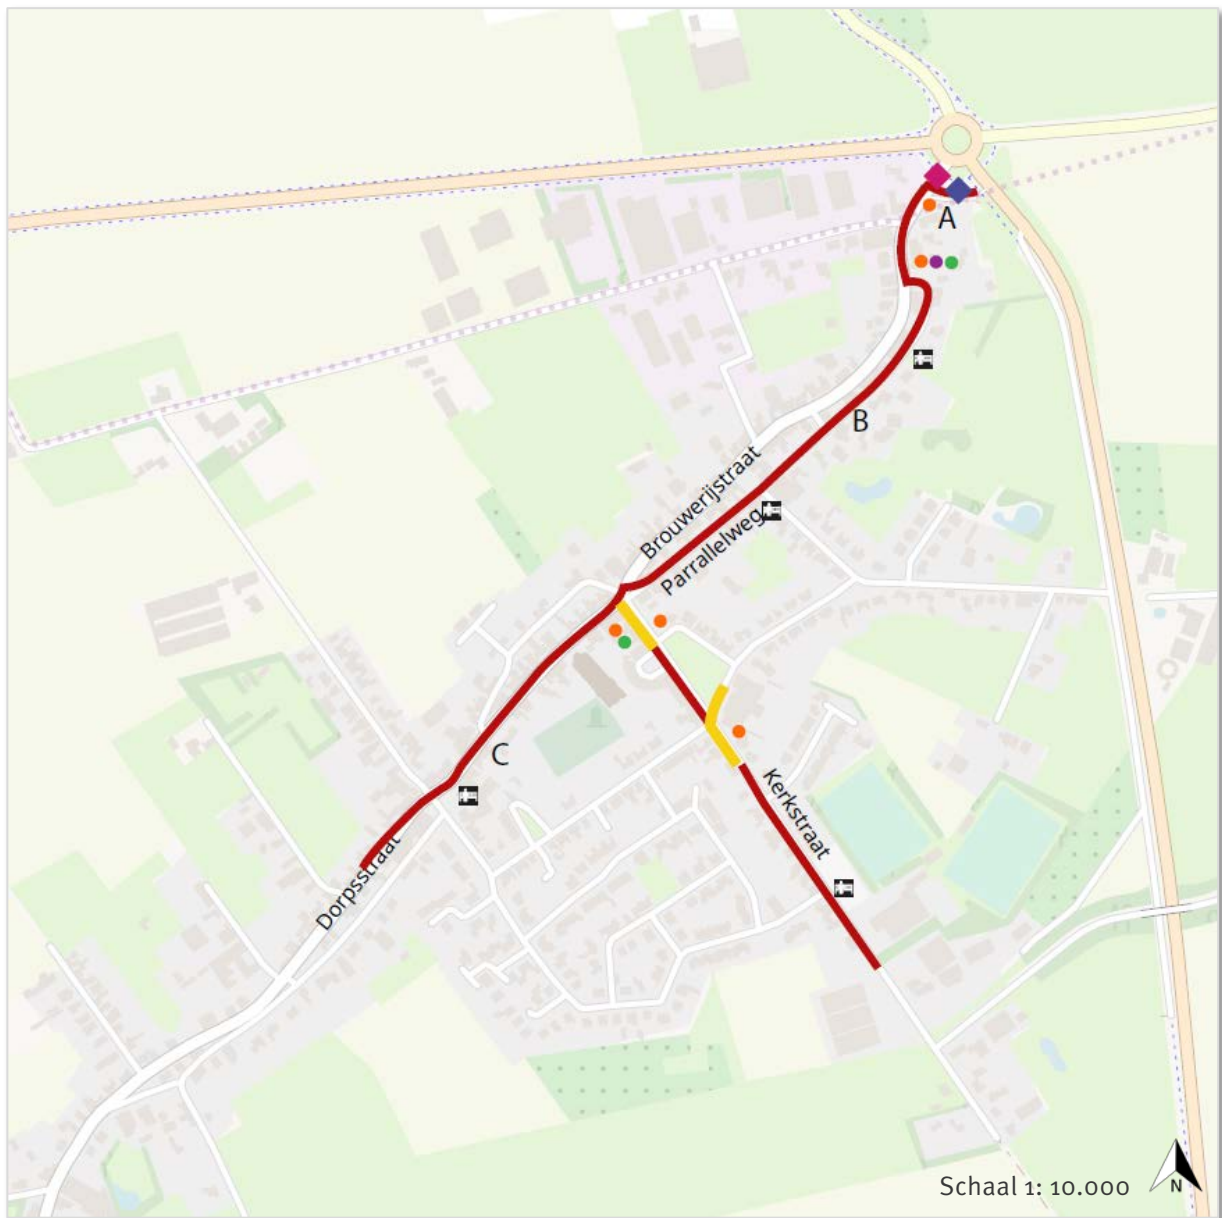 A
B
Brouwerijstraat
Parrallelweg
C
Kerkstraat
Dorpsstraat
Schaal 1: 10.000
N